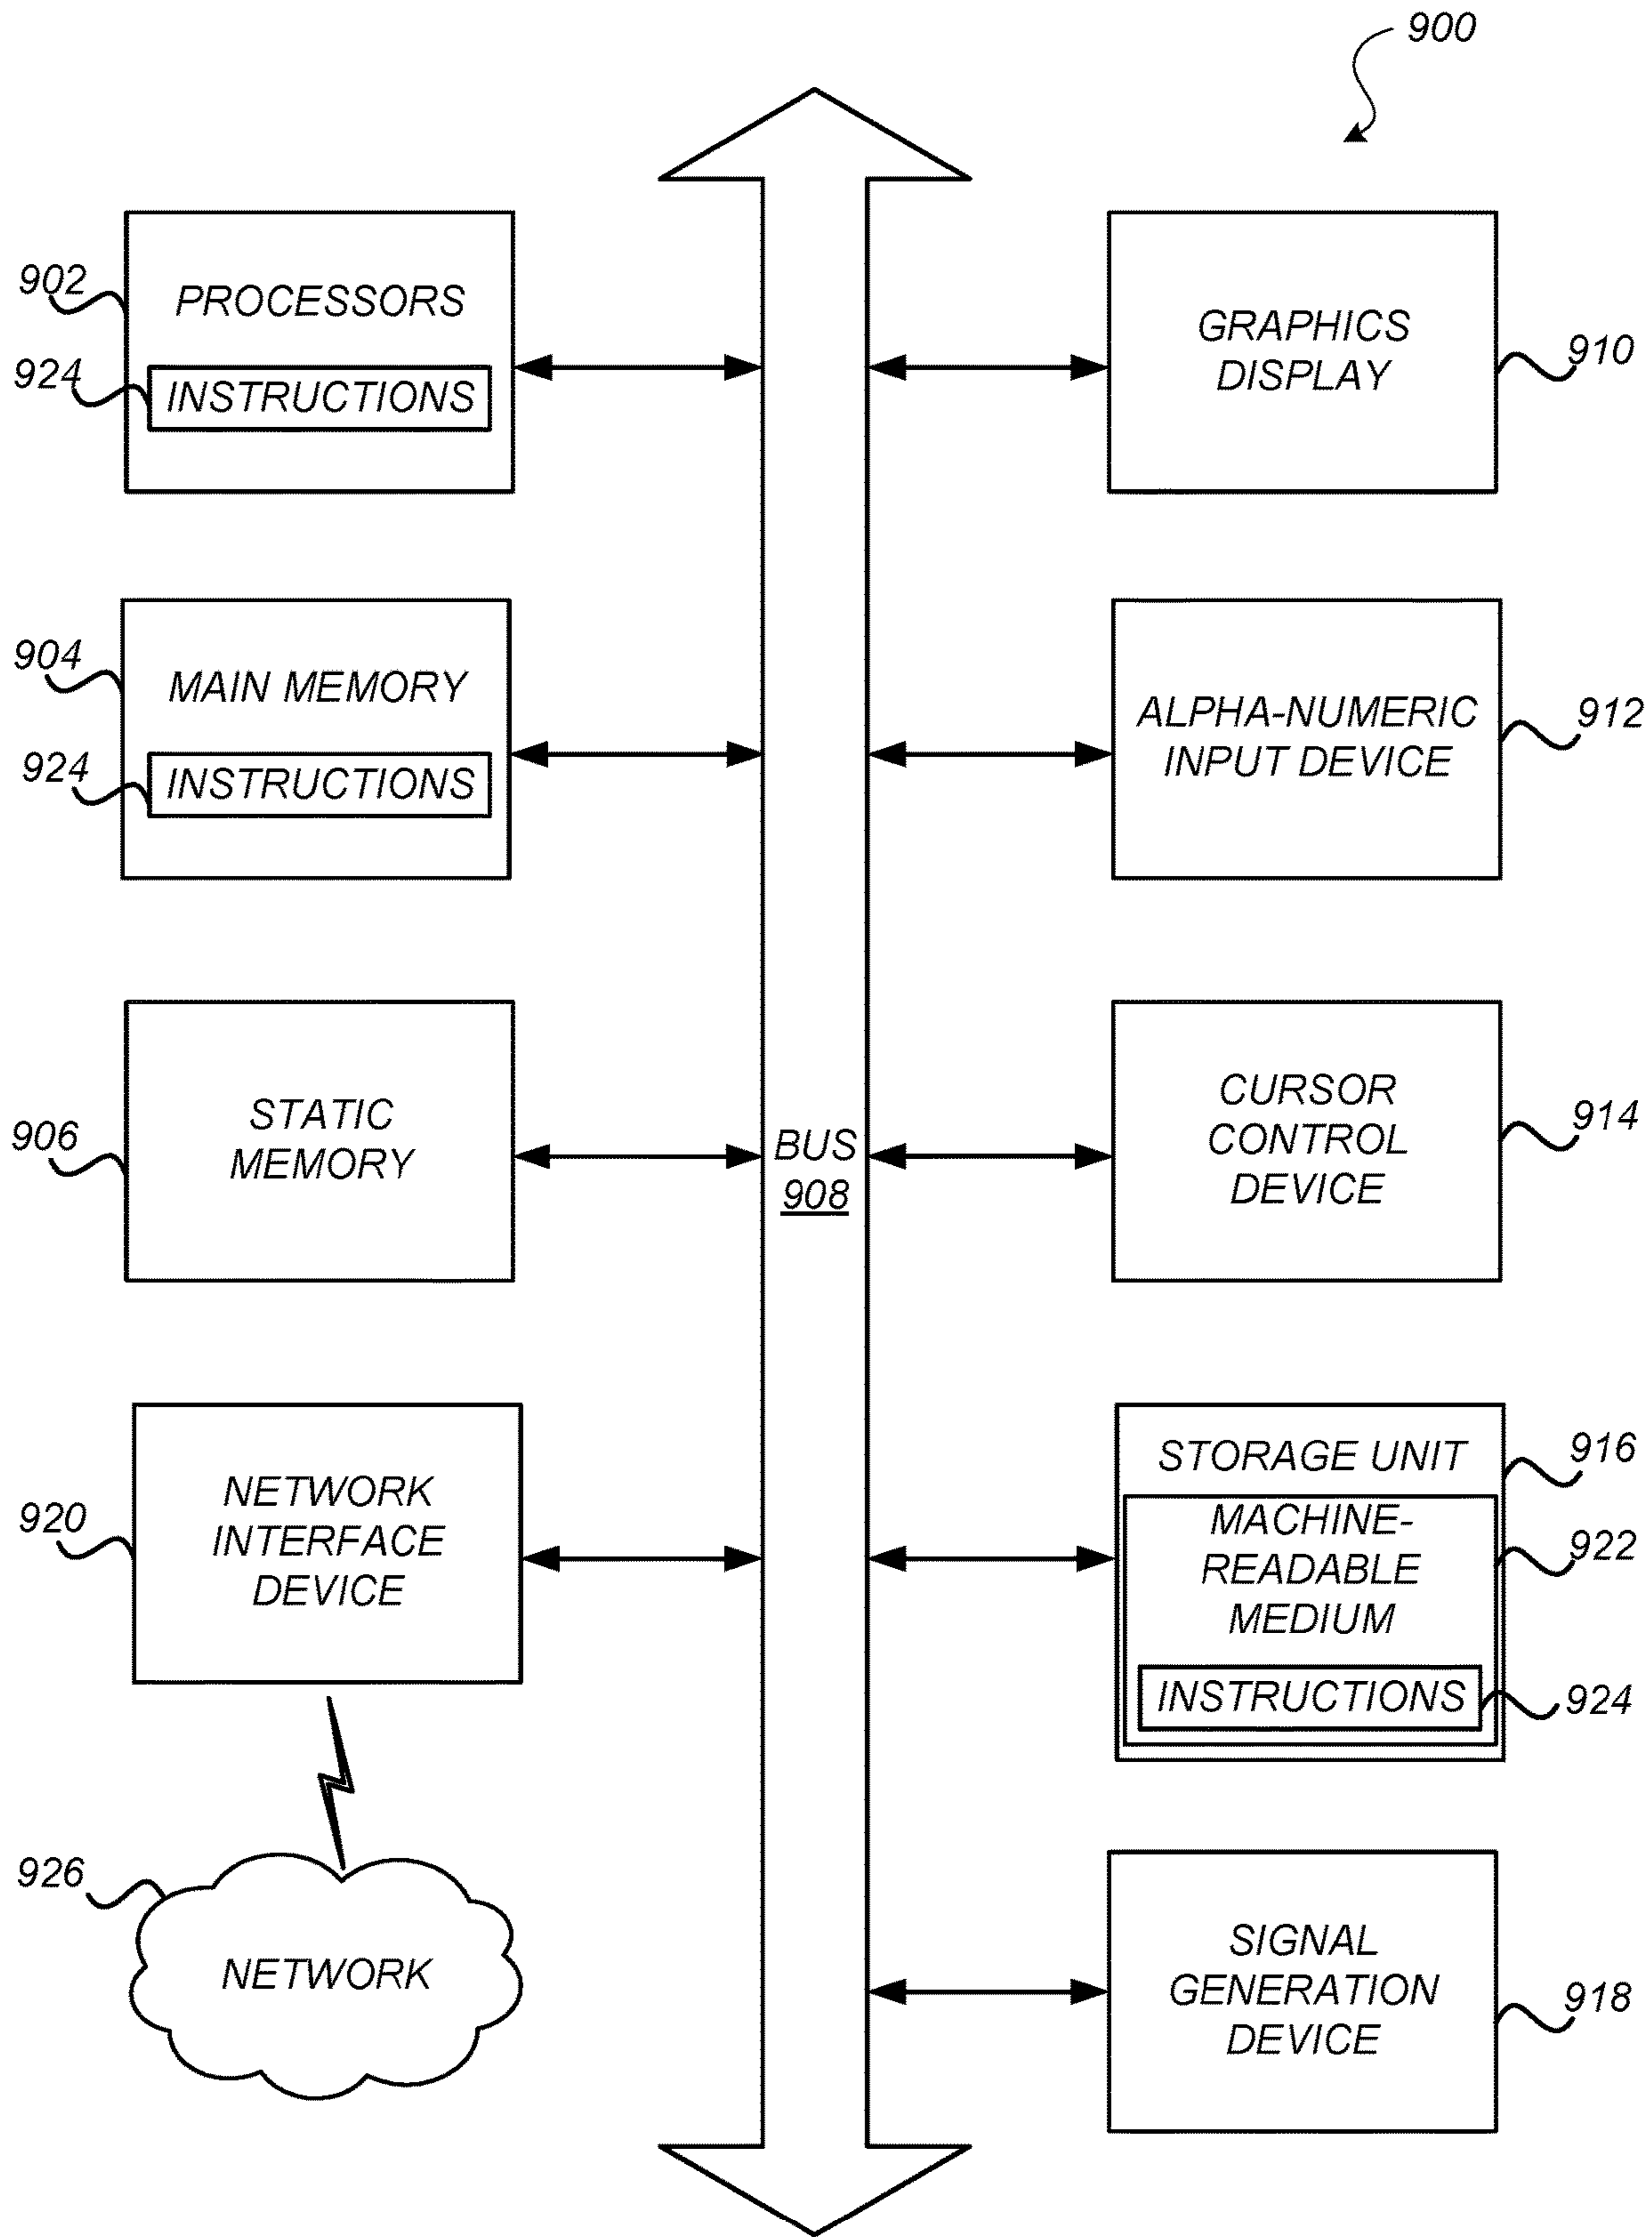 900
902
PROCESSORS
924
INSTRUCTIONS
GRAPHICS
DISPLAY
910
904
MAIN MEMORY
924
INSTRUCTIONS
ALPHA-NUMERIC
INPUT DEVICE
912
906
STATIC
MEMORY
BUS
908
CURSOR
CONTROL
DEVICE
914
920
NETWORK
INTERFACE
DEVICE
STORAGE UNIT
916
MACHINE-
READABLE
MEDIUM
922
INSTRUCTIONS
924
926
NETWORK
SIGNAL
GENERATION
DEVICE
918